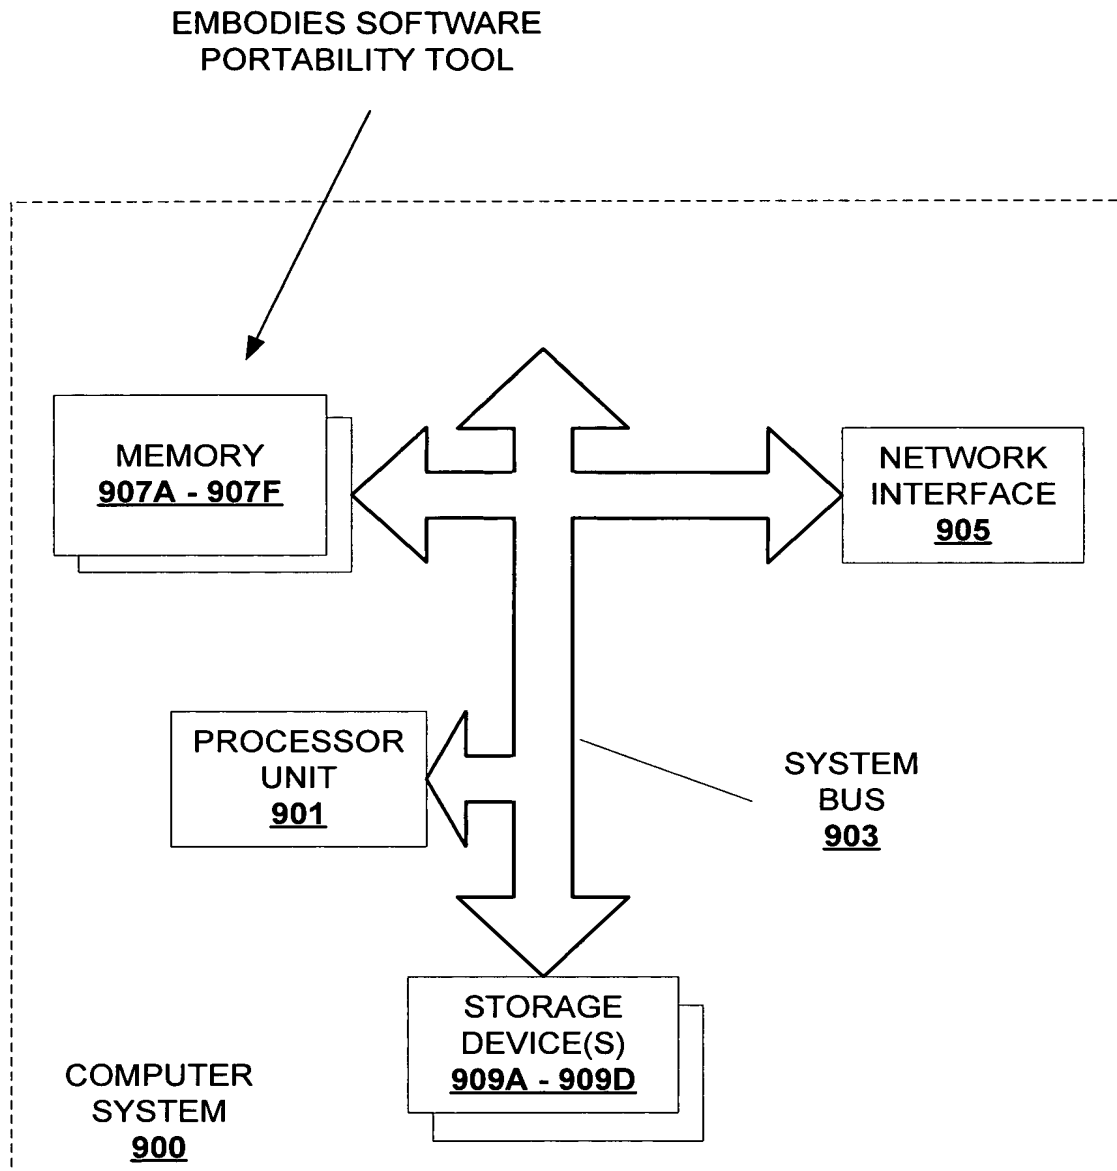 EMBODIES SOFTWARE
PORTABILITY TOOL
MEMORY
907A - 907F
NETWORK
INTERFACE
905
PROCESSOR
UNIT
901
SYSTEM
BUS
903
STORAGE
DEVICE(S)
909A - 909D
COMPUTER
SYSTEM
900